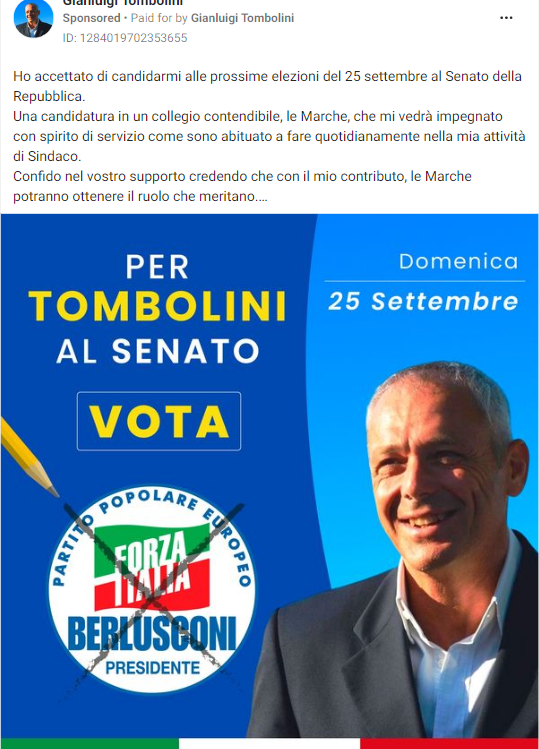 Gianluigi Tombolini
Sponsored • Paid for by Gianluigi Tombolini
ID: 1284019702353655
Ho accettato di candidarmi alle prossime elezioni del 25 settembre al Senato della
Repubblica.
Una candidatura in un collegio contendibile, le Marche, che mi vedrà impegnato
con spirito di servizio come sono abituato a fare quotidianamente nella mia attività
di Sindaco.
Confido nel vostro supporto credendo che con il mio contributo, le Marche
potranno ottenere il ruolo che meritano....
PER
TOMBOLINI
AL SENATO
VOTA
Domenica
25 Settembre
PARTITO POPOLARE EUROPEO
FORZA
ITALIA
BERLUSCONI
PRESIDENTE